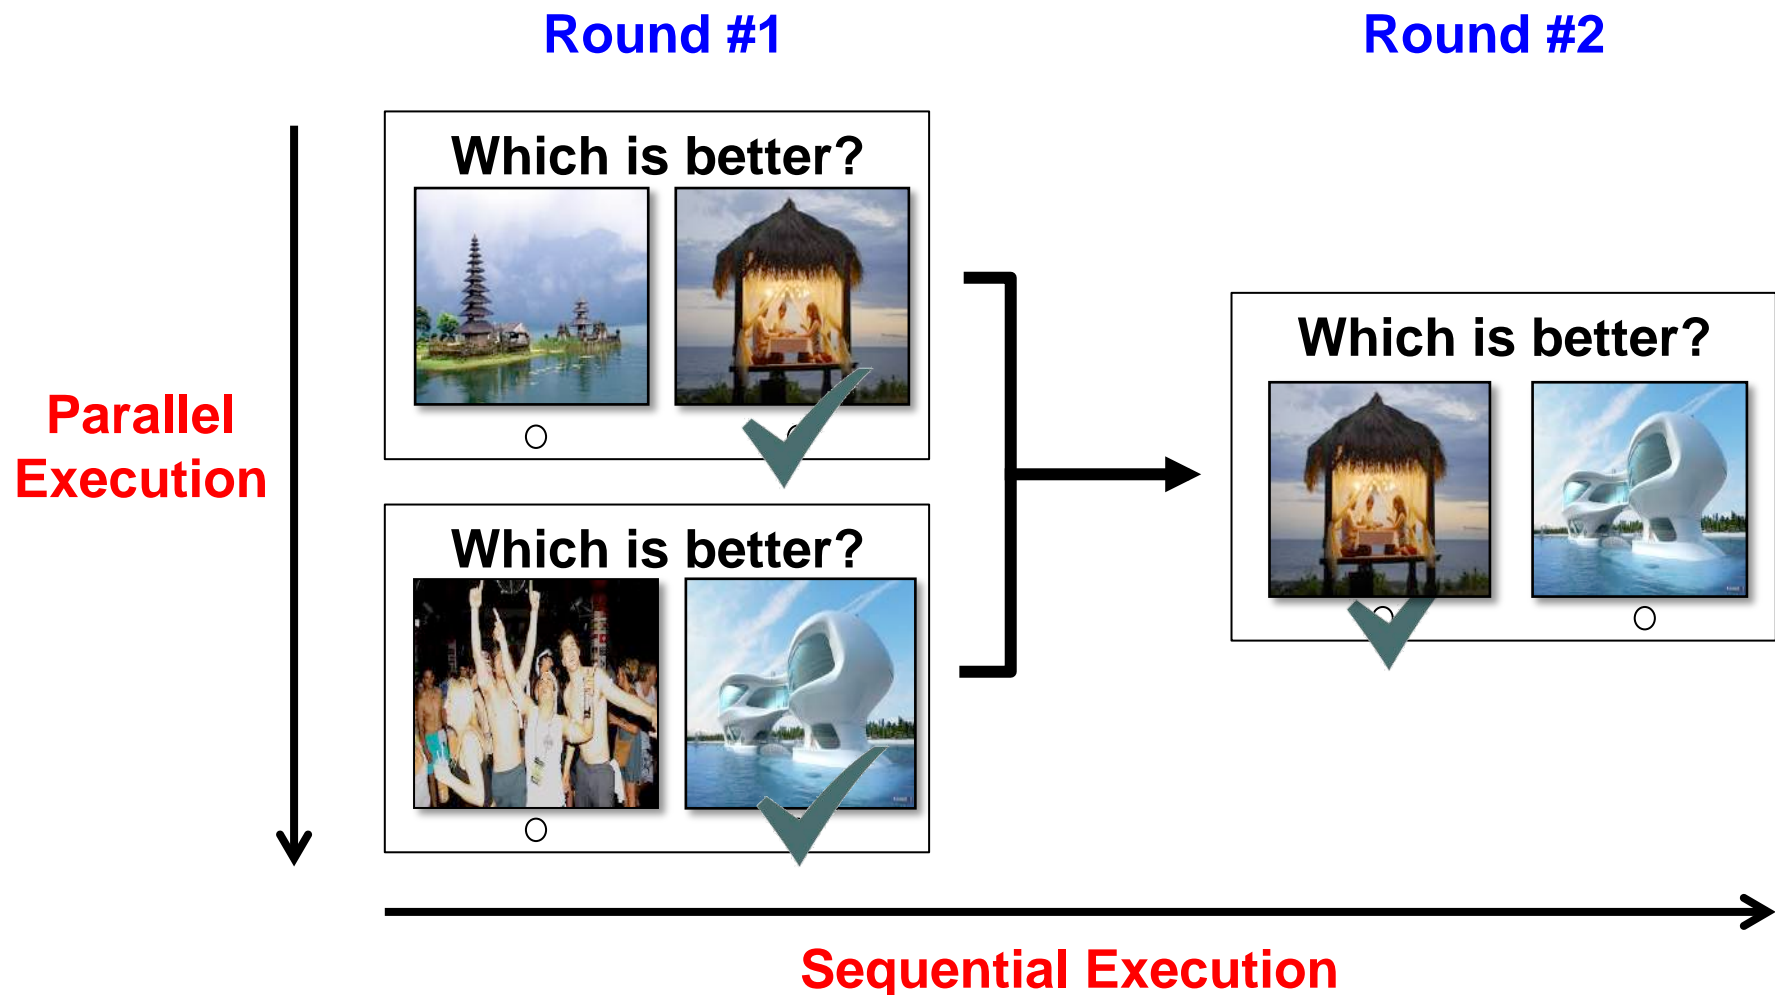 Round #1
Round #2
Which is better?
Which is better?
Parallel
Execution
Which is better?
Sequential Execution